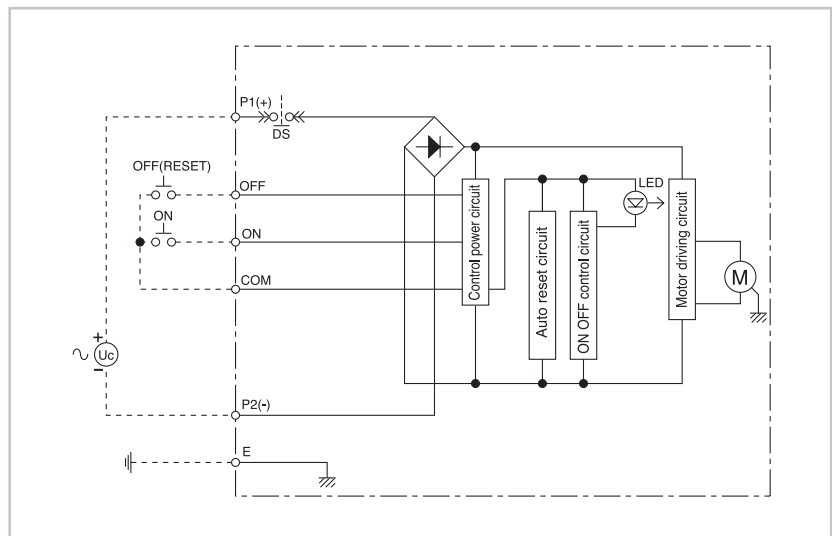 P1(+)
DS
OFF(RESET)
OFF
LED
ON
ON
COM
Control power circuit
Auto reset circuit
ON OFF control circuit
Motor driving circuit
M
+
Uc
-
P2(-)
E